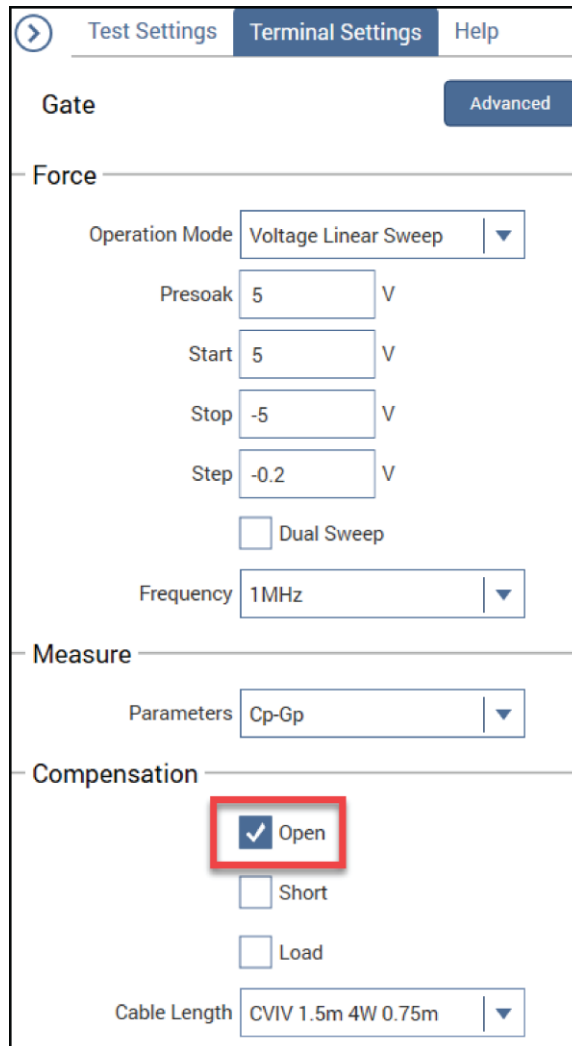 Test Settings Terminal Settings Help
Gate Advanced
Force
Operation Mode Voltage Linear Sweep
Presoak 5 V
Start 5 V
Stop -5 V
Step -0.2 V
Dual Sweep
Frequency 1MHz
Measure
Parameters Cp-Gp
Compensation
Open
Short
Load
Cable Length CVIV 1.5m 4W 0.75m